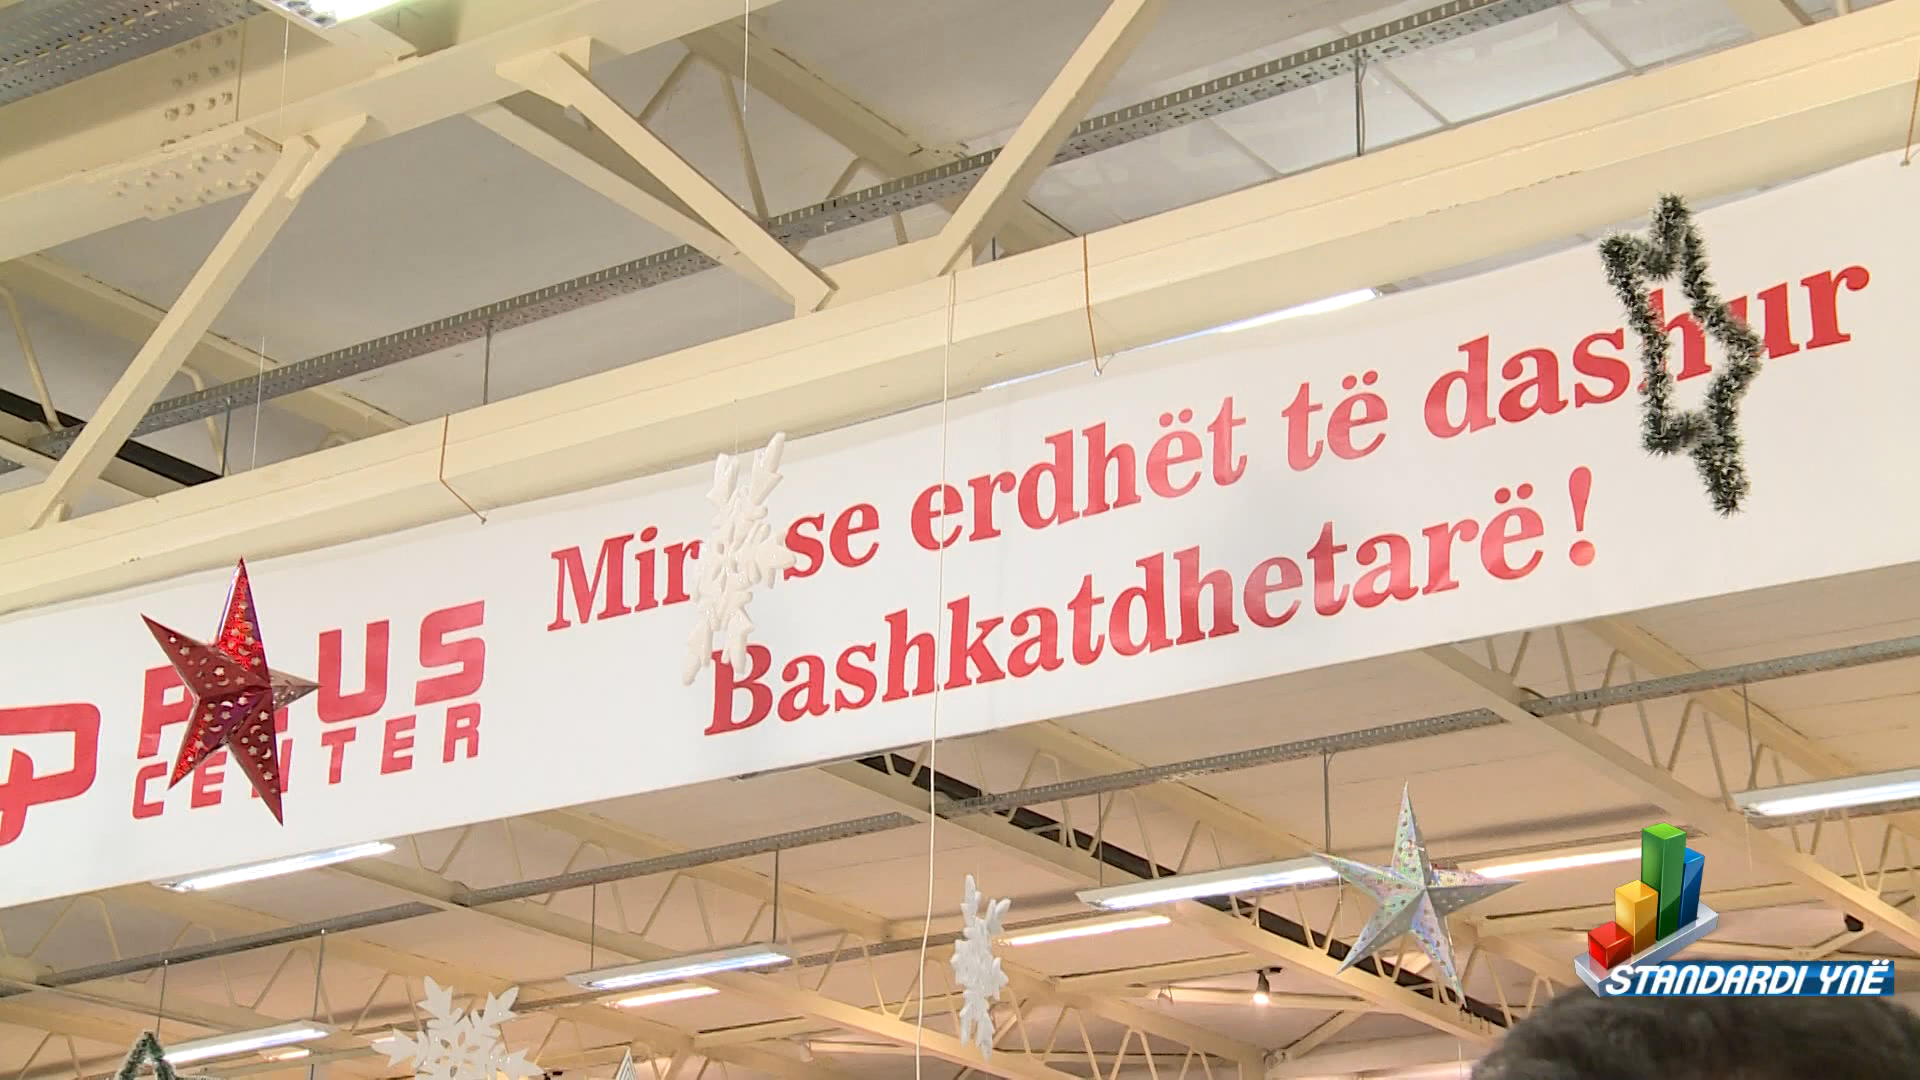 PLUS
CENTER
Mirë se erdhët të dashur
Bashkatdhetarë!
STANDARDI YNË